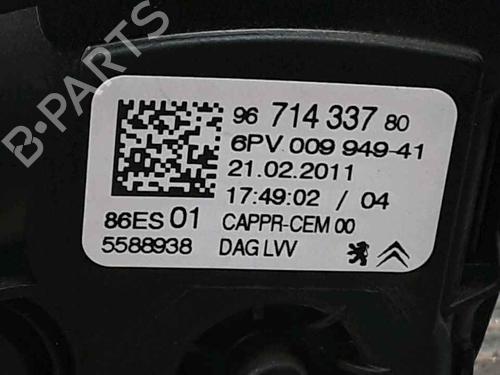 96 714 337 80
6PV 009 949-41
21.02.2011
17:49:02 / 04
86ES 01 CAPPR-CEM 00
5588938 DAG LVV